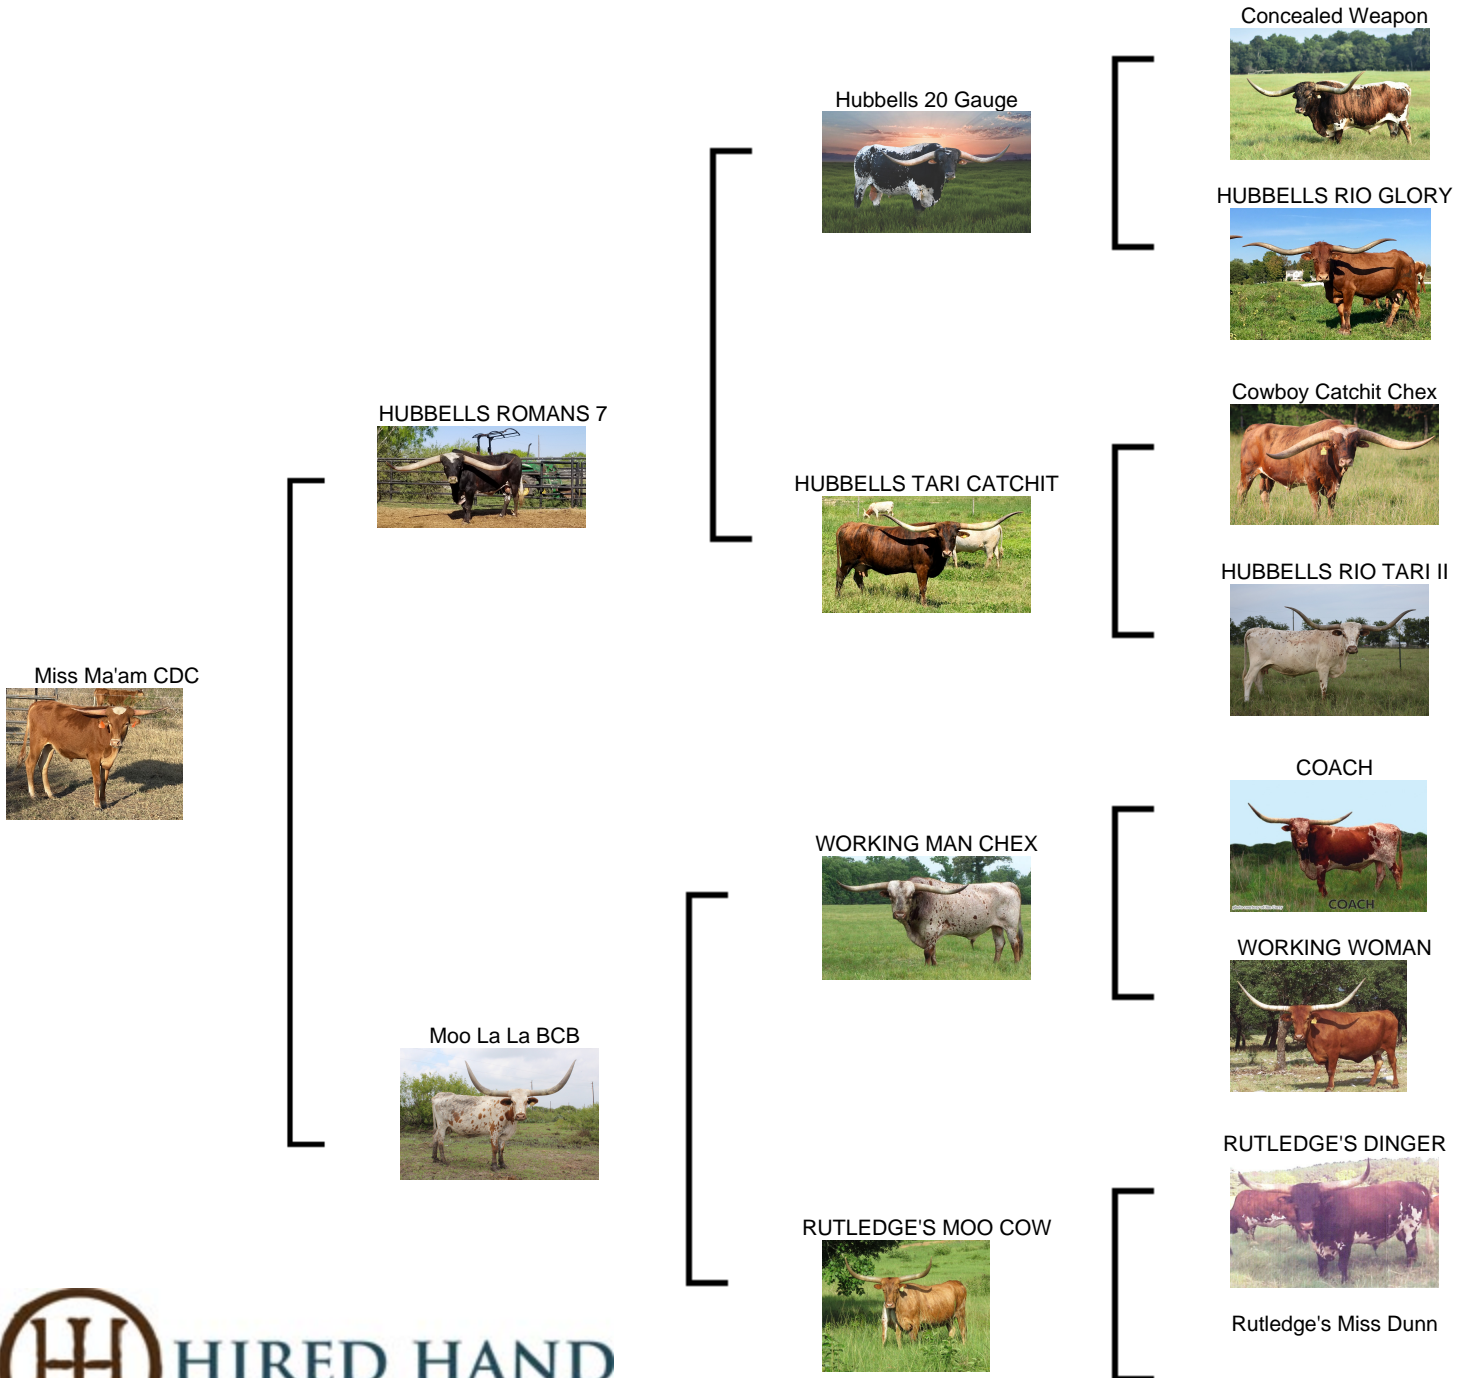 Concealed Weapon
Hubbells 20 Gauge
HUBBELLS RIO GLORY
Cowboy Catchit Chex
HUBBELLS ROMANS 7
HUBBELLS TARI CATCHIT
HUBBELLS RIO TARI II
Miss Ma'am CDC
COACH
WORKING MAN CHEX
COACH
WORKING WOMAN
Moo La La BCB
RUTLEDGE'S DINGER
RUTLEDGE'S MOO COW
Rutledge's Miss Dunn
HIRED HAND